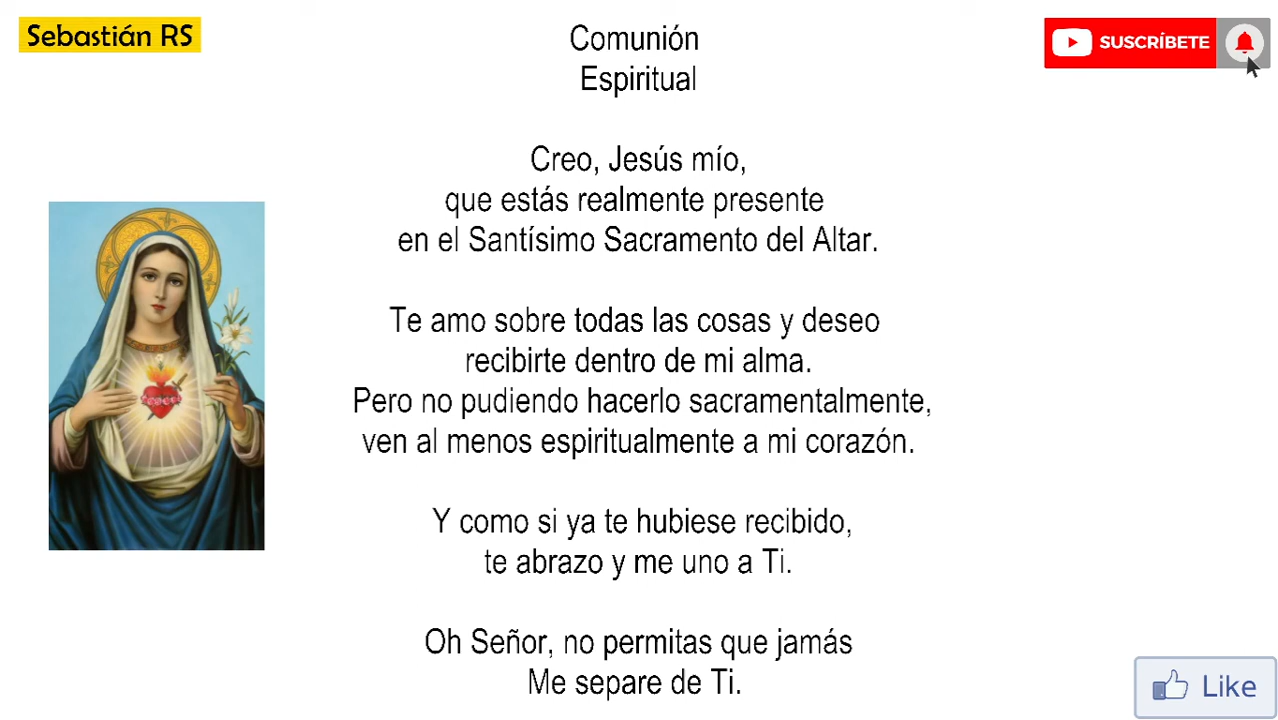 Sebastián RS
Comunión
Espiritual
SUSCRÍBETE
Creo, Jesús mío,
que estás realmente presente
en el Santísimo Sacramento del Altar.
Te amo sobre todas las cosas y deseo
recibirte dentro de mi alma.
Pero no pudiendo hacerlo sacramentalmente,
ven al menos espiritualmente a mi corazón.
Y como si ya te hubiese recibido,
te abrazo y me uno a Ti.
Oh Señor, no permitas que jamás
Me separe de Ti.
Like